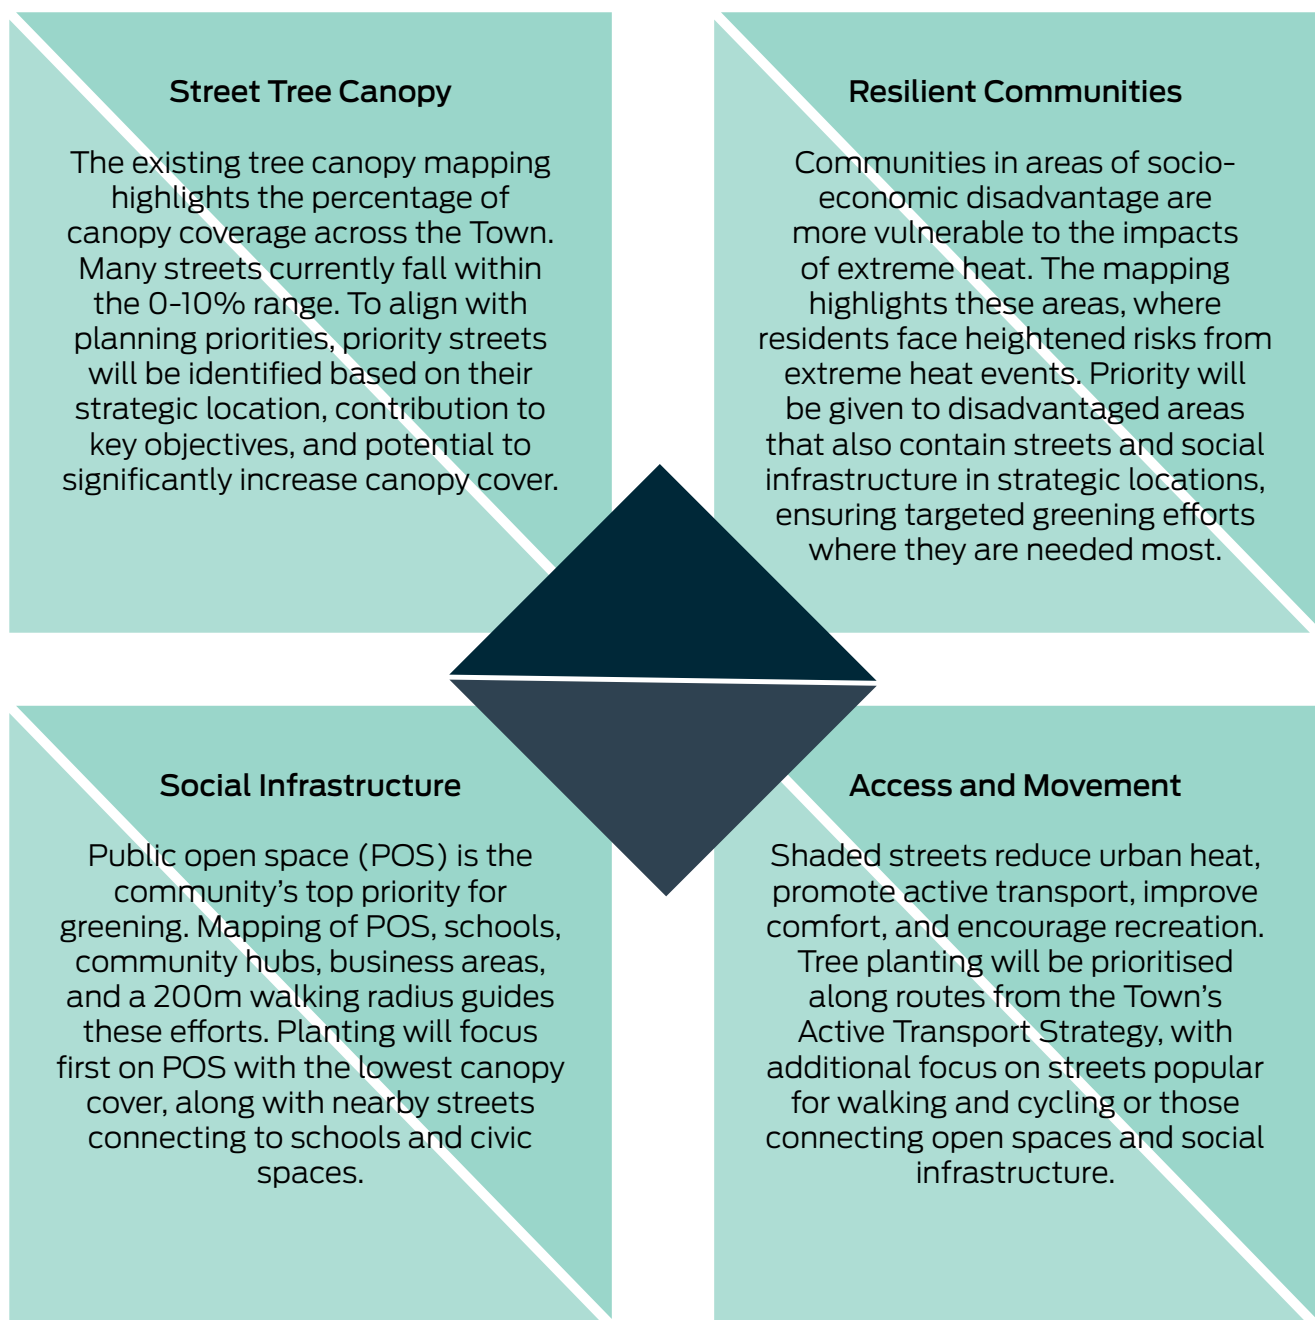 Street Tree Canopy
The existing tree canopy mapping
highlights the percentage of
canopy coverage across the Town.
Many streets currently fall within
the 0-10% range. To align with
planning priorities, priority streets
will be identified based on their
strategic location, contribution to
key objectives, and potential to
significantly increase canopy cover.
Resilient Communities
Communities in areas of socio-
economic disadvantage are
more vulnerable to the impacts
of extreme heat. The mapping
highlights these areas, where
residents face heightened risks from
extreme heat events. Priority will
be given to disadvantaged areas
that also contain streets and social
infrastructure in strategic locations,
ensuring targeted greening efforts
where they are needed most.
Social Infrastructure
Public open space (POS) is the
community’s top priority for
greening. Mapping of POS, schools,
community hubs, business areas,
and a 200m walking radius guides
these efforts. Planting will focus
first on POS with the lowest canopy
cover, along with nearby streets
connecting to schools and civic
spaces.
Access and Movement
Shaded streets reduce urban heat,
promote active transport, improve
comfort, and encourage recreation.
Tree planting will be prioritised
along routes from the Town’s
Active Transport Strategy, with
additional focus on streets popular
for walking and cycling or those
connecting open spaces and social
infrastructure.